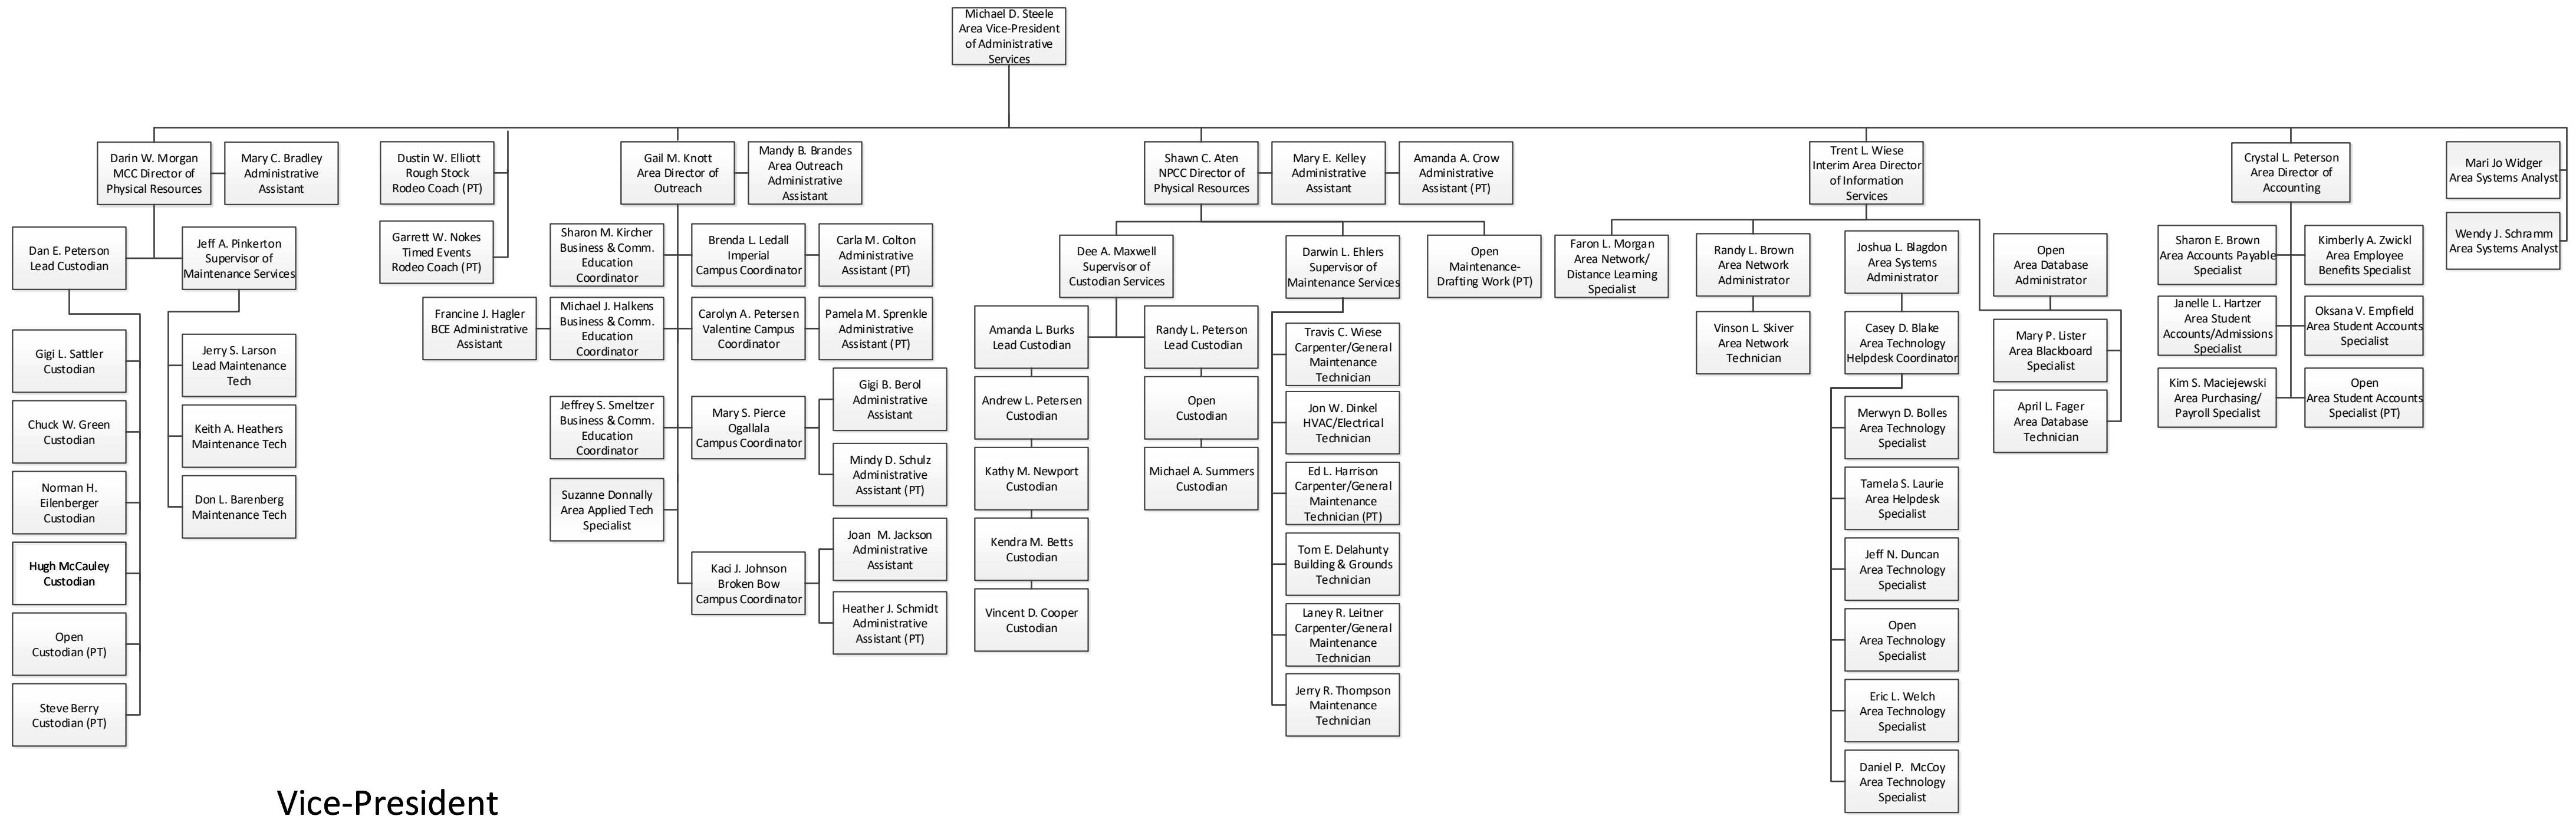 Michael D. Steele
Area Vice-President
of Administrative
Services
Darin W. Morgan
MCC Director of
Physical Resources
Mary C. Bradley
Administrative
Assistant
Dan E. Peterson
Lead Custodian
Jeff A. Pinkerton
Supervisor of
Maintenance Services
Gigi L. Sattler
Custodian
Chuck W. Green
Custodian
Norman H.
Eilenberger
Custodian
Hugh McCauley
Custodian
Open
Custodian (PT)
Steve Berry
Custodian (PT)
Jerry S. Larson
Lead Maintenance
Tech
Keith A. Heathers
Maintenance Tech
Don L. Barenberg
Maintenance Tech
Dustin W. Elliott
Rough Stock
Rodeo Coach (PT)
Garrett W. Nokes
Timed Events
Rodeo Coach (PT)
Gail M. Knott
Area Director of
Outreach
Mandy B. Brandes
Area Outreach
Administrative
Assistant
Sharon M. Kircher
Business & Comm.
Education
Coordinator
Brenda L. Ledall
Imperial
Campus Coordinator
Carla M. Colton
Administrative
Assistant (PT)
Francine J. Hagler
BCE Administrative
Assistant
Michael J. Halkens
Business & Comm.
Education
Coordinator
Carolyn A. Petersen
Valentine Campus
Coordinator
Pamela M. Sprenkle
Administrative
Assistant (PT)
Jeffrey S. Smeltzer
Business & Comm.
Education
Coordinator
Mary S. Pierce
Ogallala
Campus Coordinator
Gigi B. Berol
Administrative
Assistant
Mindy D. Schulz
Administrative
Assistant (PT)
Suzanne Donnally
Area Applied Tech
Specialist
Kaci J. Johnson
Broken Bow
Campus Coordinator
Joan M. Jackson
Administrative
Assistant
Heather J. Schmidt
Administrative
Assistant (PT)
Shawn C. Aten
NPCC Director of
Physical Resources
Mary E. Kelley
Administrative
Assistant
Amanda A. Crow
Administrative
Assistant (PT)
Dee A. Maxwell
Supervisor of
Custodian Services
Darwin L. Ehlers
Supervisor of
Maintenance Services
Open
Maintenance-
Drafting Work (PT)
Amanda L. Burks
Lead Custodian
Andrew L. Petersen
Custodian
Kathy M. Newport
Custodian
Kendra M. Betts
Custodian
Vincent D. Cooper
Custodian
Randy L. Peterson
Lead Custodian
Open
Custodian
Michael A. Summers
Custodian
Travis C. Wiese
Carpenter/General
Maintenance
Technician
Jon W. Dinkel
HVAC/Electrical
Technician
Ed L. Harrison
Carpenter/General
Maintenance
Technician (PT)
Tom E. Delahunty
Building & Grounds
Technician
Laney R. Leitner
Carpenter/General
Maintenance
Technician
Jerry R. Thompson
Maintenance
Technician
Trent L. Wiese
Interim Area Director
of Information
Services
Faron L. Morgan
Area Network/
Distance Learning
Specialist
Randy L. Brown
Area Network
Administrator
Vinson L. Skiver
Area Network
Technician
Joshua L. Blagdon
Area Systems
Administrator
Casey D. Blake
Area Technology
Helpdesk Coordinator
Merwyn D. Bolles
Area Technology
Specialist
Tamela S. Laurie
Area Helpdesk
Specialist
Jeff N. Duncan
Area Technology
Specialist
Open
Area Technology
Specialist
Eric L. Welch
Area Technology
Specialist
Daniel P. McCoy
Area Technology
Specialist
Open
Area Database
Administrator
Mary P. Lister
Area Blackboard
Specialist
April L. Fager
Area Database
Technician
Crystal L. Peterson
Area Director of
Accounting
Sharon E. Brown
Area Accounts Payable
Specialist
Kimberly A. Zwickl
Area Employee
Benefits Specialist
Janelle L. Hartzer
Area Student
Accounts/Admissions
Specialist
Oksana V. Empfield
Area Student Accounts
Specialist
Kim S. Maciejewski
Area Purchasing/
Payroll Specialist
Open
Area Student Accounts
Specialist (PT)
Mari Jo Widger
Area Systems Analyst
Wendy J. Schramm
Area Systems Analyst
Vice-President